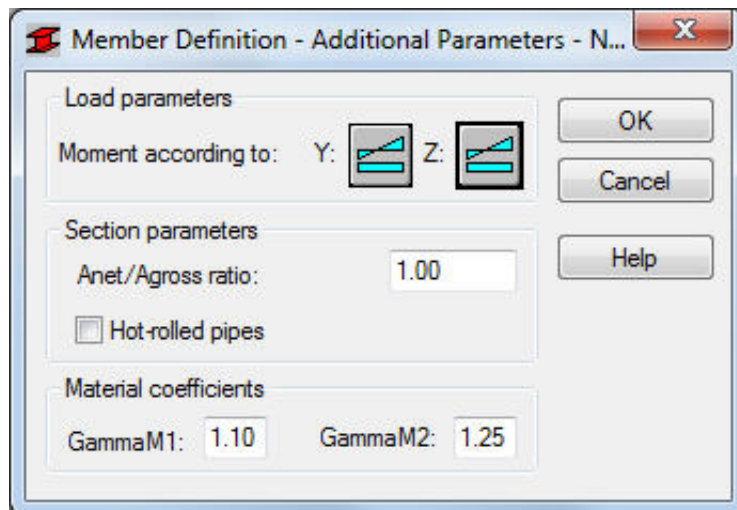 Member Definition - Additional Parameters - N...
Load parameters
Moment according to: Y: Z:
OK
Cancel
Section parameters
Anet/Agross ratio: 1.00
Help
Hot-rolled pipes
Material coefficients
GammaM1: 1.10 GammaM2: 1.25